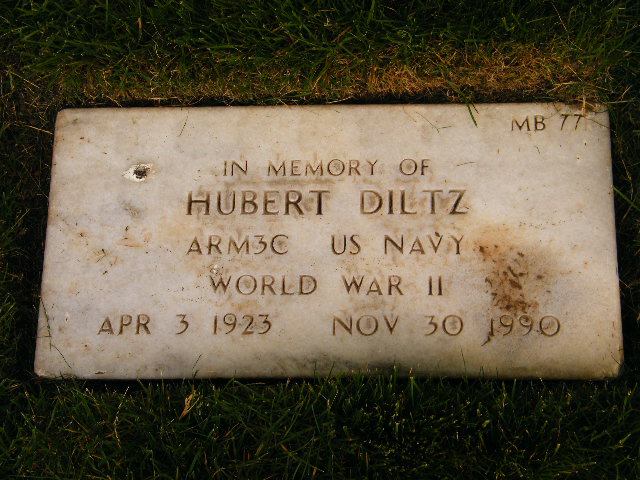 MB 77
IN MEMORY OF
HUBERT DILTZ
ARM3C US NAVY
WORLD WAR II
APR 3 1923 NOV 30 1990